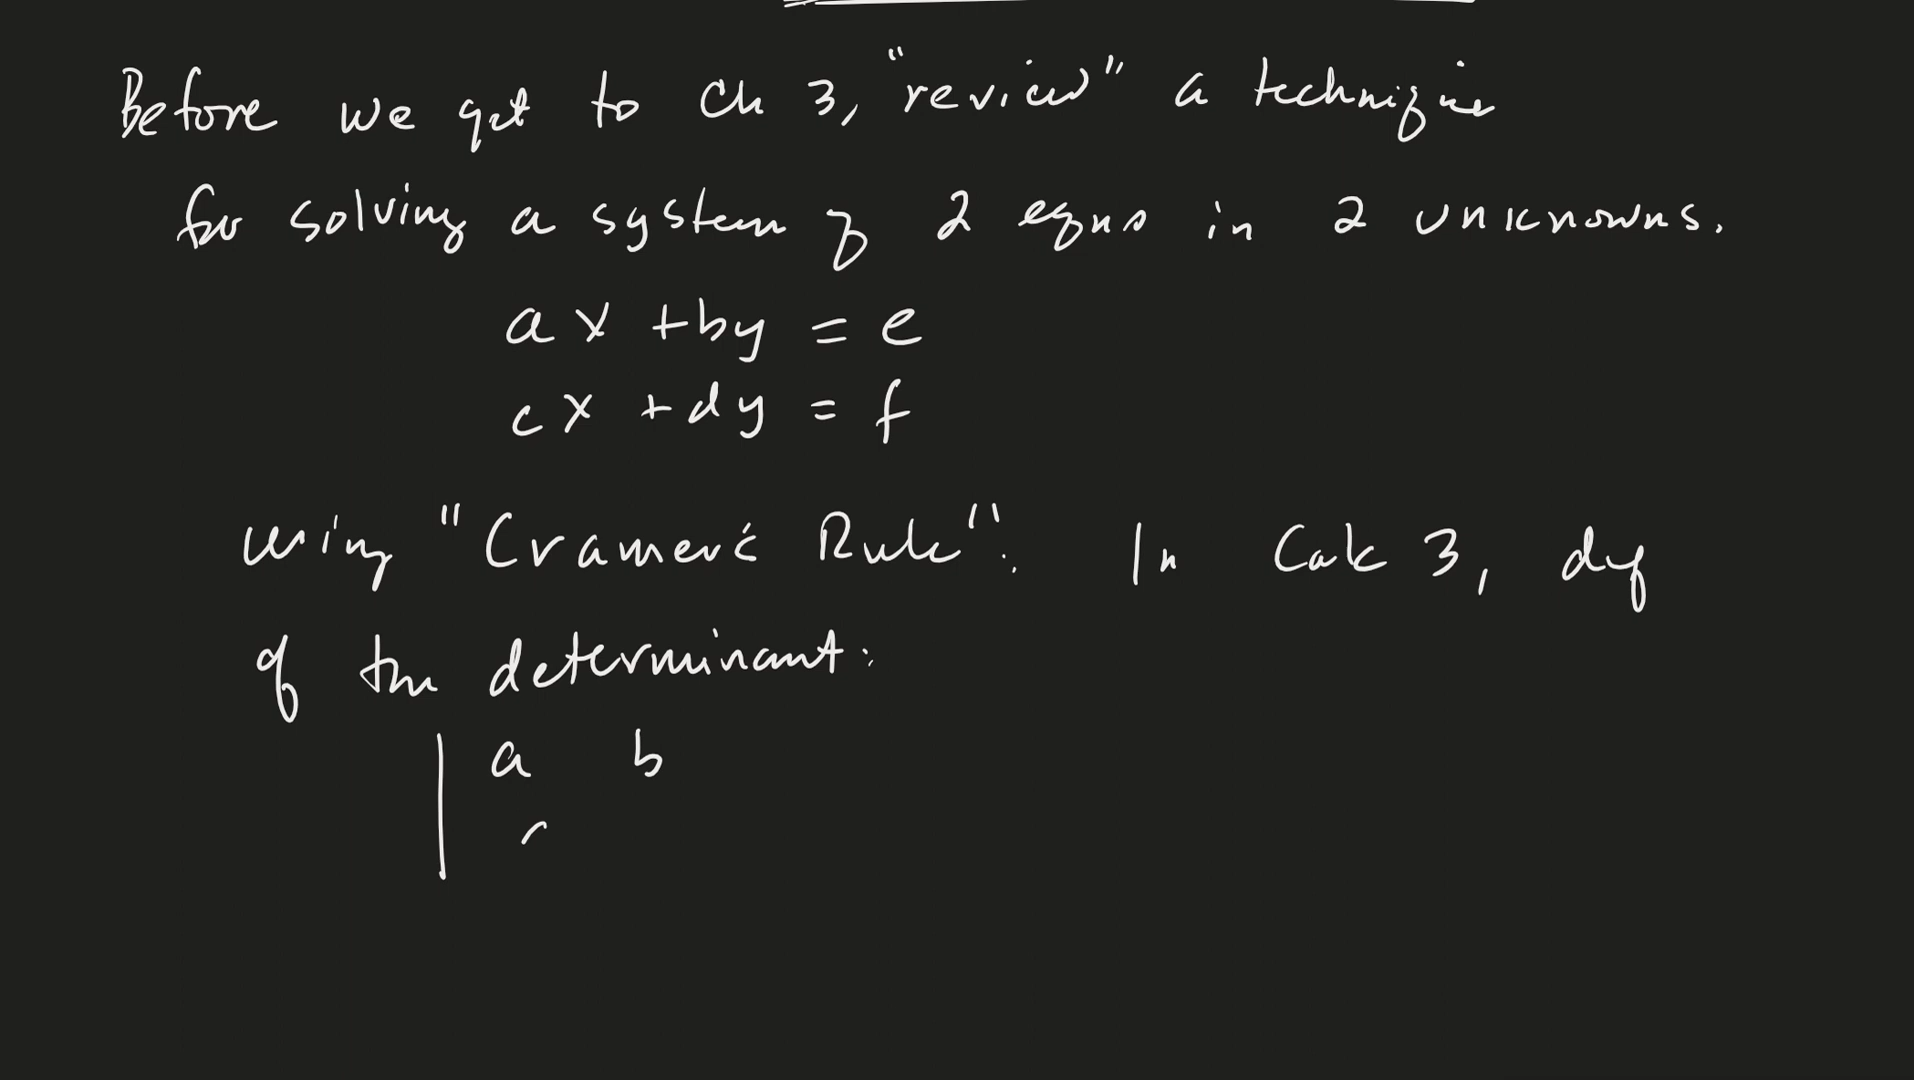 Before we get to Ch 3, "review" a technique
for solving a system of 2 eqns in 2 unknowns.
ax + by = e
cx + dy = f
using "Cramer's Rule". In Calc 3, def
of the determinant:
| a b